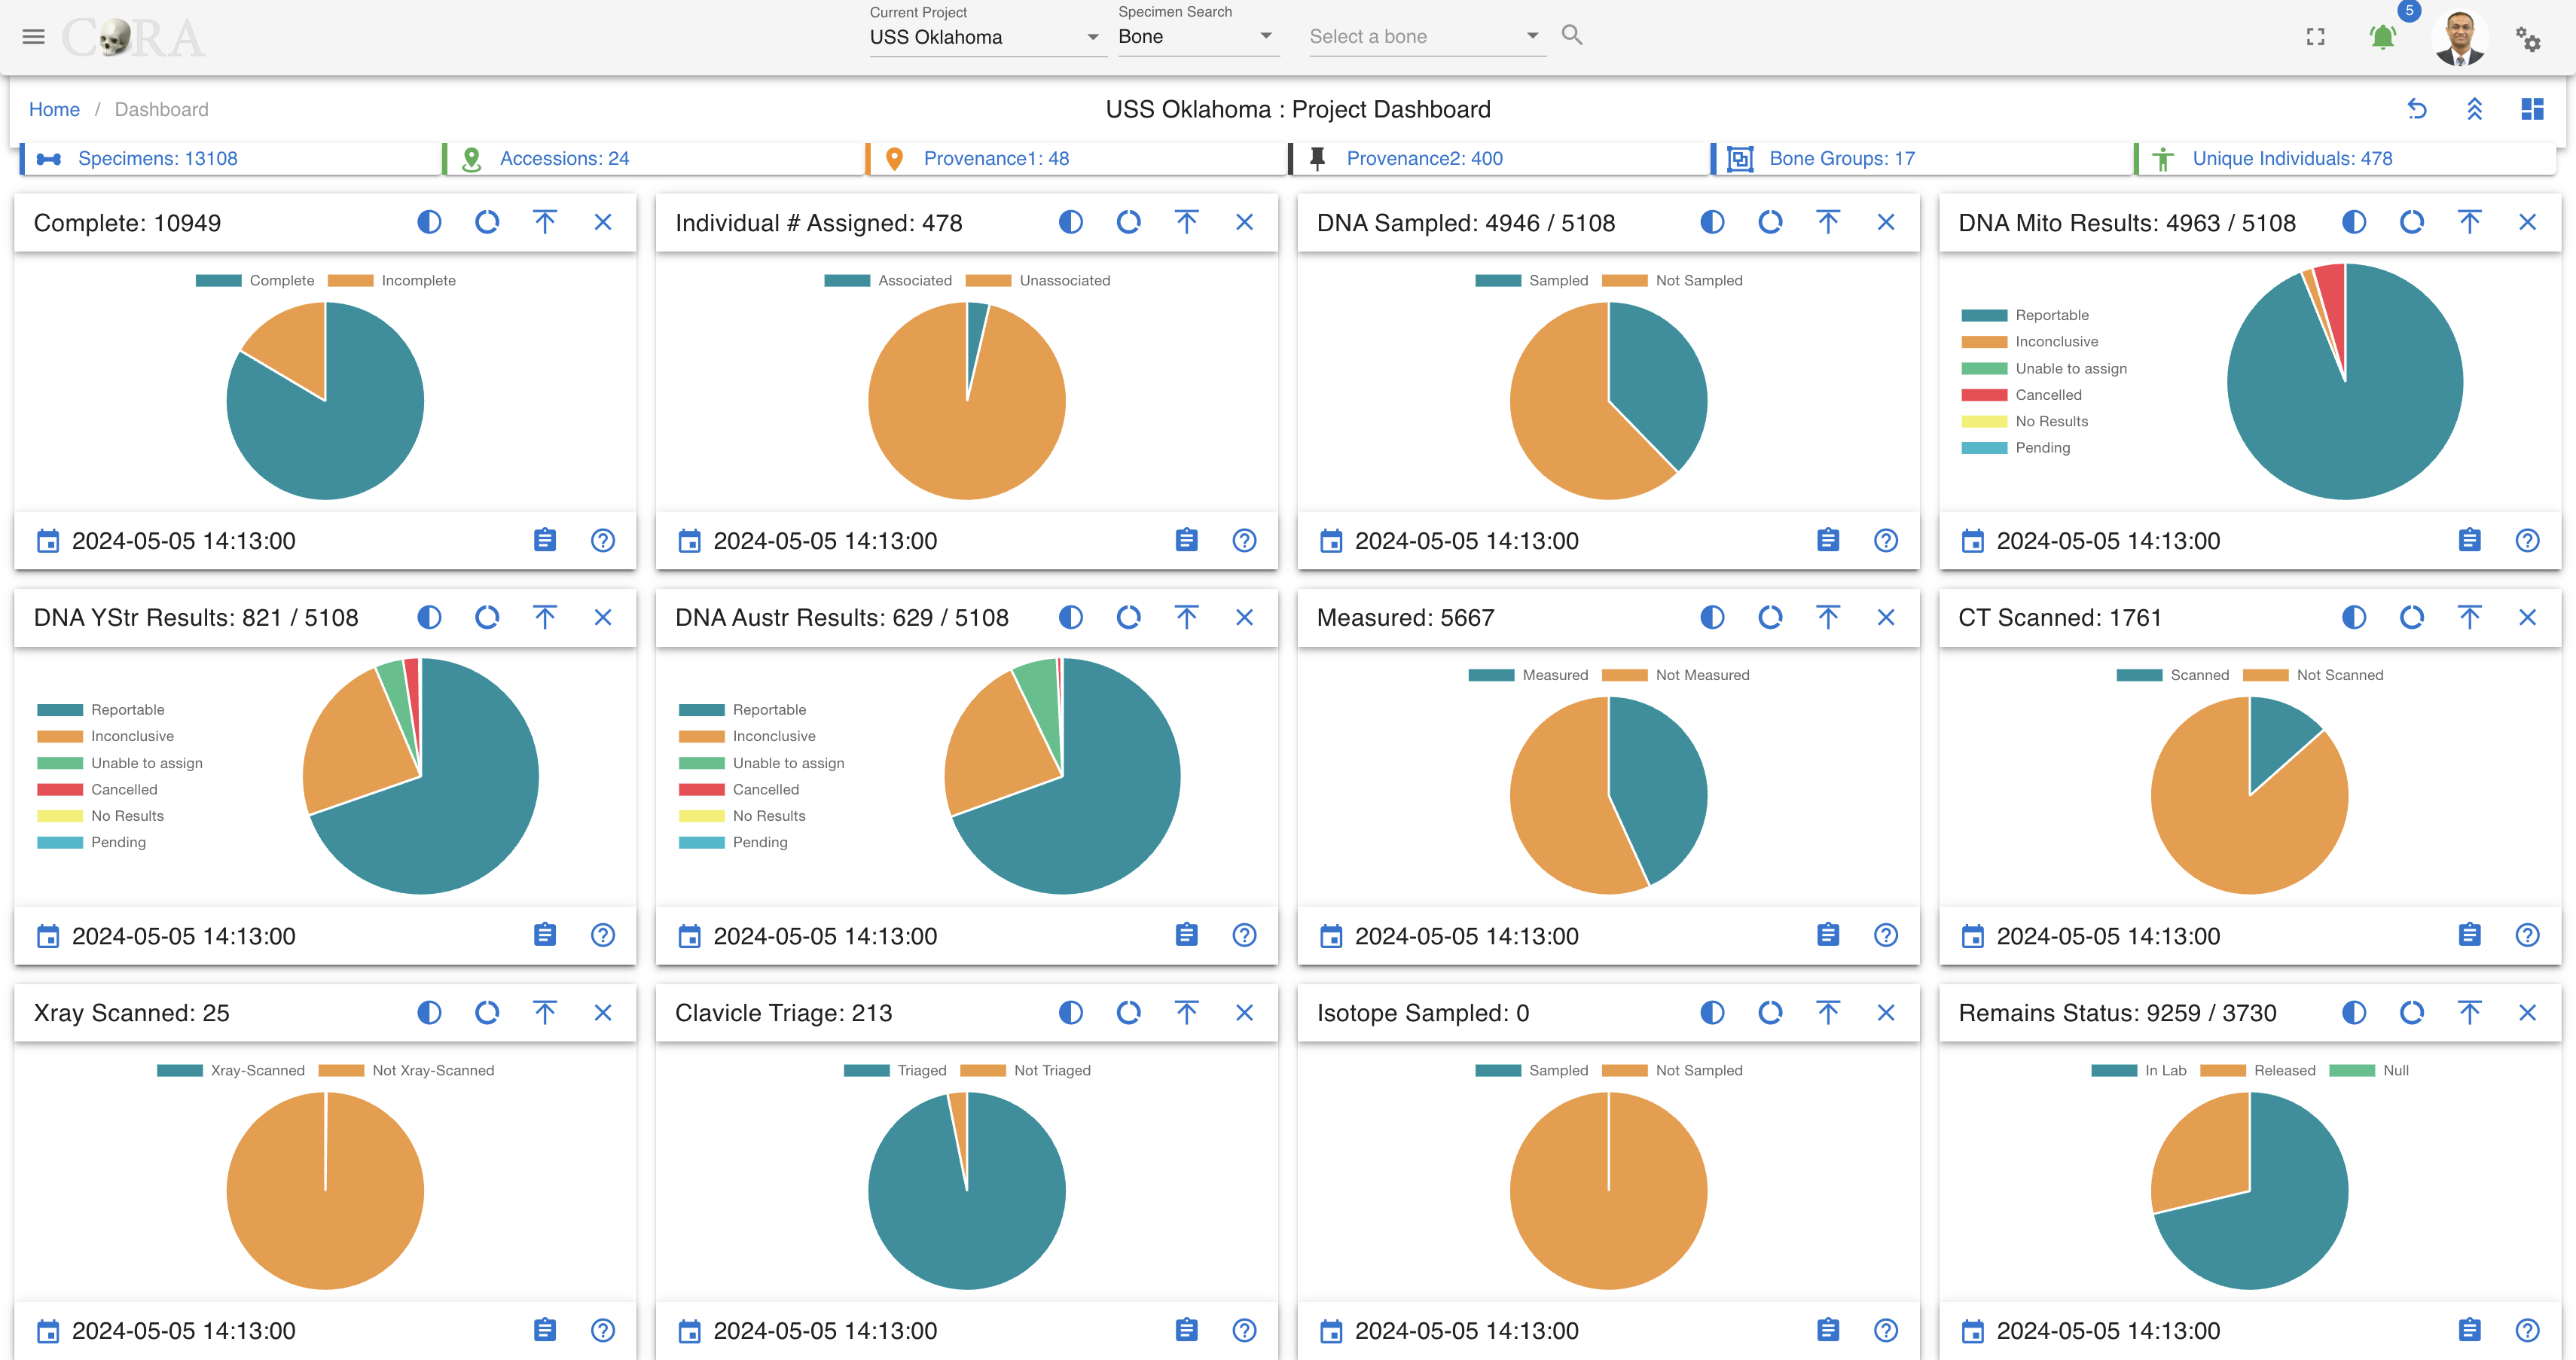 CORA
Current Project
USS Oklahoma
Specimen Search
Bone
Select a bone
5
Home / Dashboard
USS Oklahoma : Project Dashboard
Specimens: 13108
Accessions: 24
Provenance1: 48
Provenance2: 400
Bone Groups: 17
Unique Individuals: 478
Complete: 10949
Complete
Incomplete
2024-05-05 14:13:00
Individual # Assigned: 478
Associated
Unassociated
2024-05-05 14:13:00
DNA Sampled: 4946 / 5108
Sampled
Not Sampled
2024-05-05 14:13:00
DNA Mito Results: 4963 / 5108
Reportable
Inconclusive
Unable to assign
Cancelled
No Results
Pending
2024-05-05 14:13:00
DNA YStr Results: 821 / 5108
Reportable
Inconclusive
Unable to assign
Cancelled
No Results
Pending
2024-05-05 14:13:00
DNA Austr Results: 629 / 5108
Reportable
Inconclusive
Unable to assign
Cancelled
No Results
Pending
2024-05-05 14:13:00
Measured: 5667
Measured
Not Measured
2024-05-05 14:13:00
CT Scanned: 1761
Scanned
Not Scanned
2024-05-05 14:13:00
Xray Scanned: 25
Xray-Scanned
Not Xray-Scanned
2024-05-05 14:13:00
Clavicle Triage: 213
Triaged
Not Triaged
2024-05-05 14:13:00
Isotope Sampled: 0
Sampled
Not Sampled
2024-05-05 14:13:00
Remains Status: 9259 / 3730
In Lab
Released
Null
2024-05-05 14:13:00